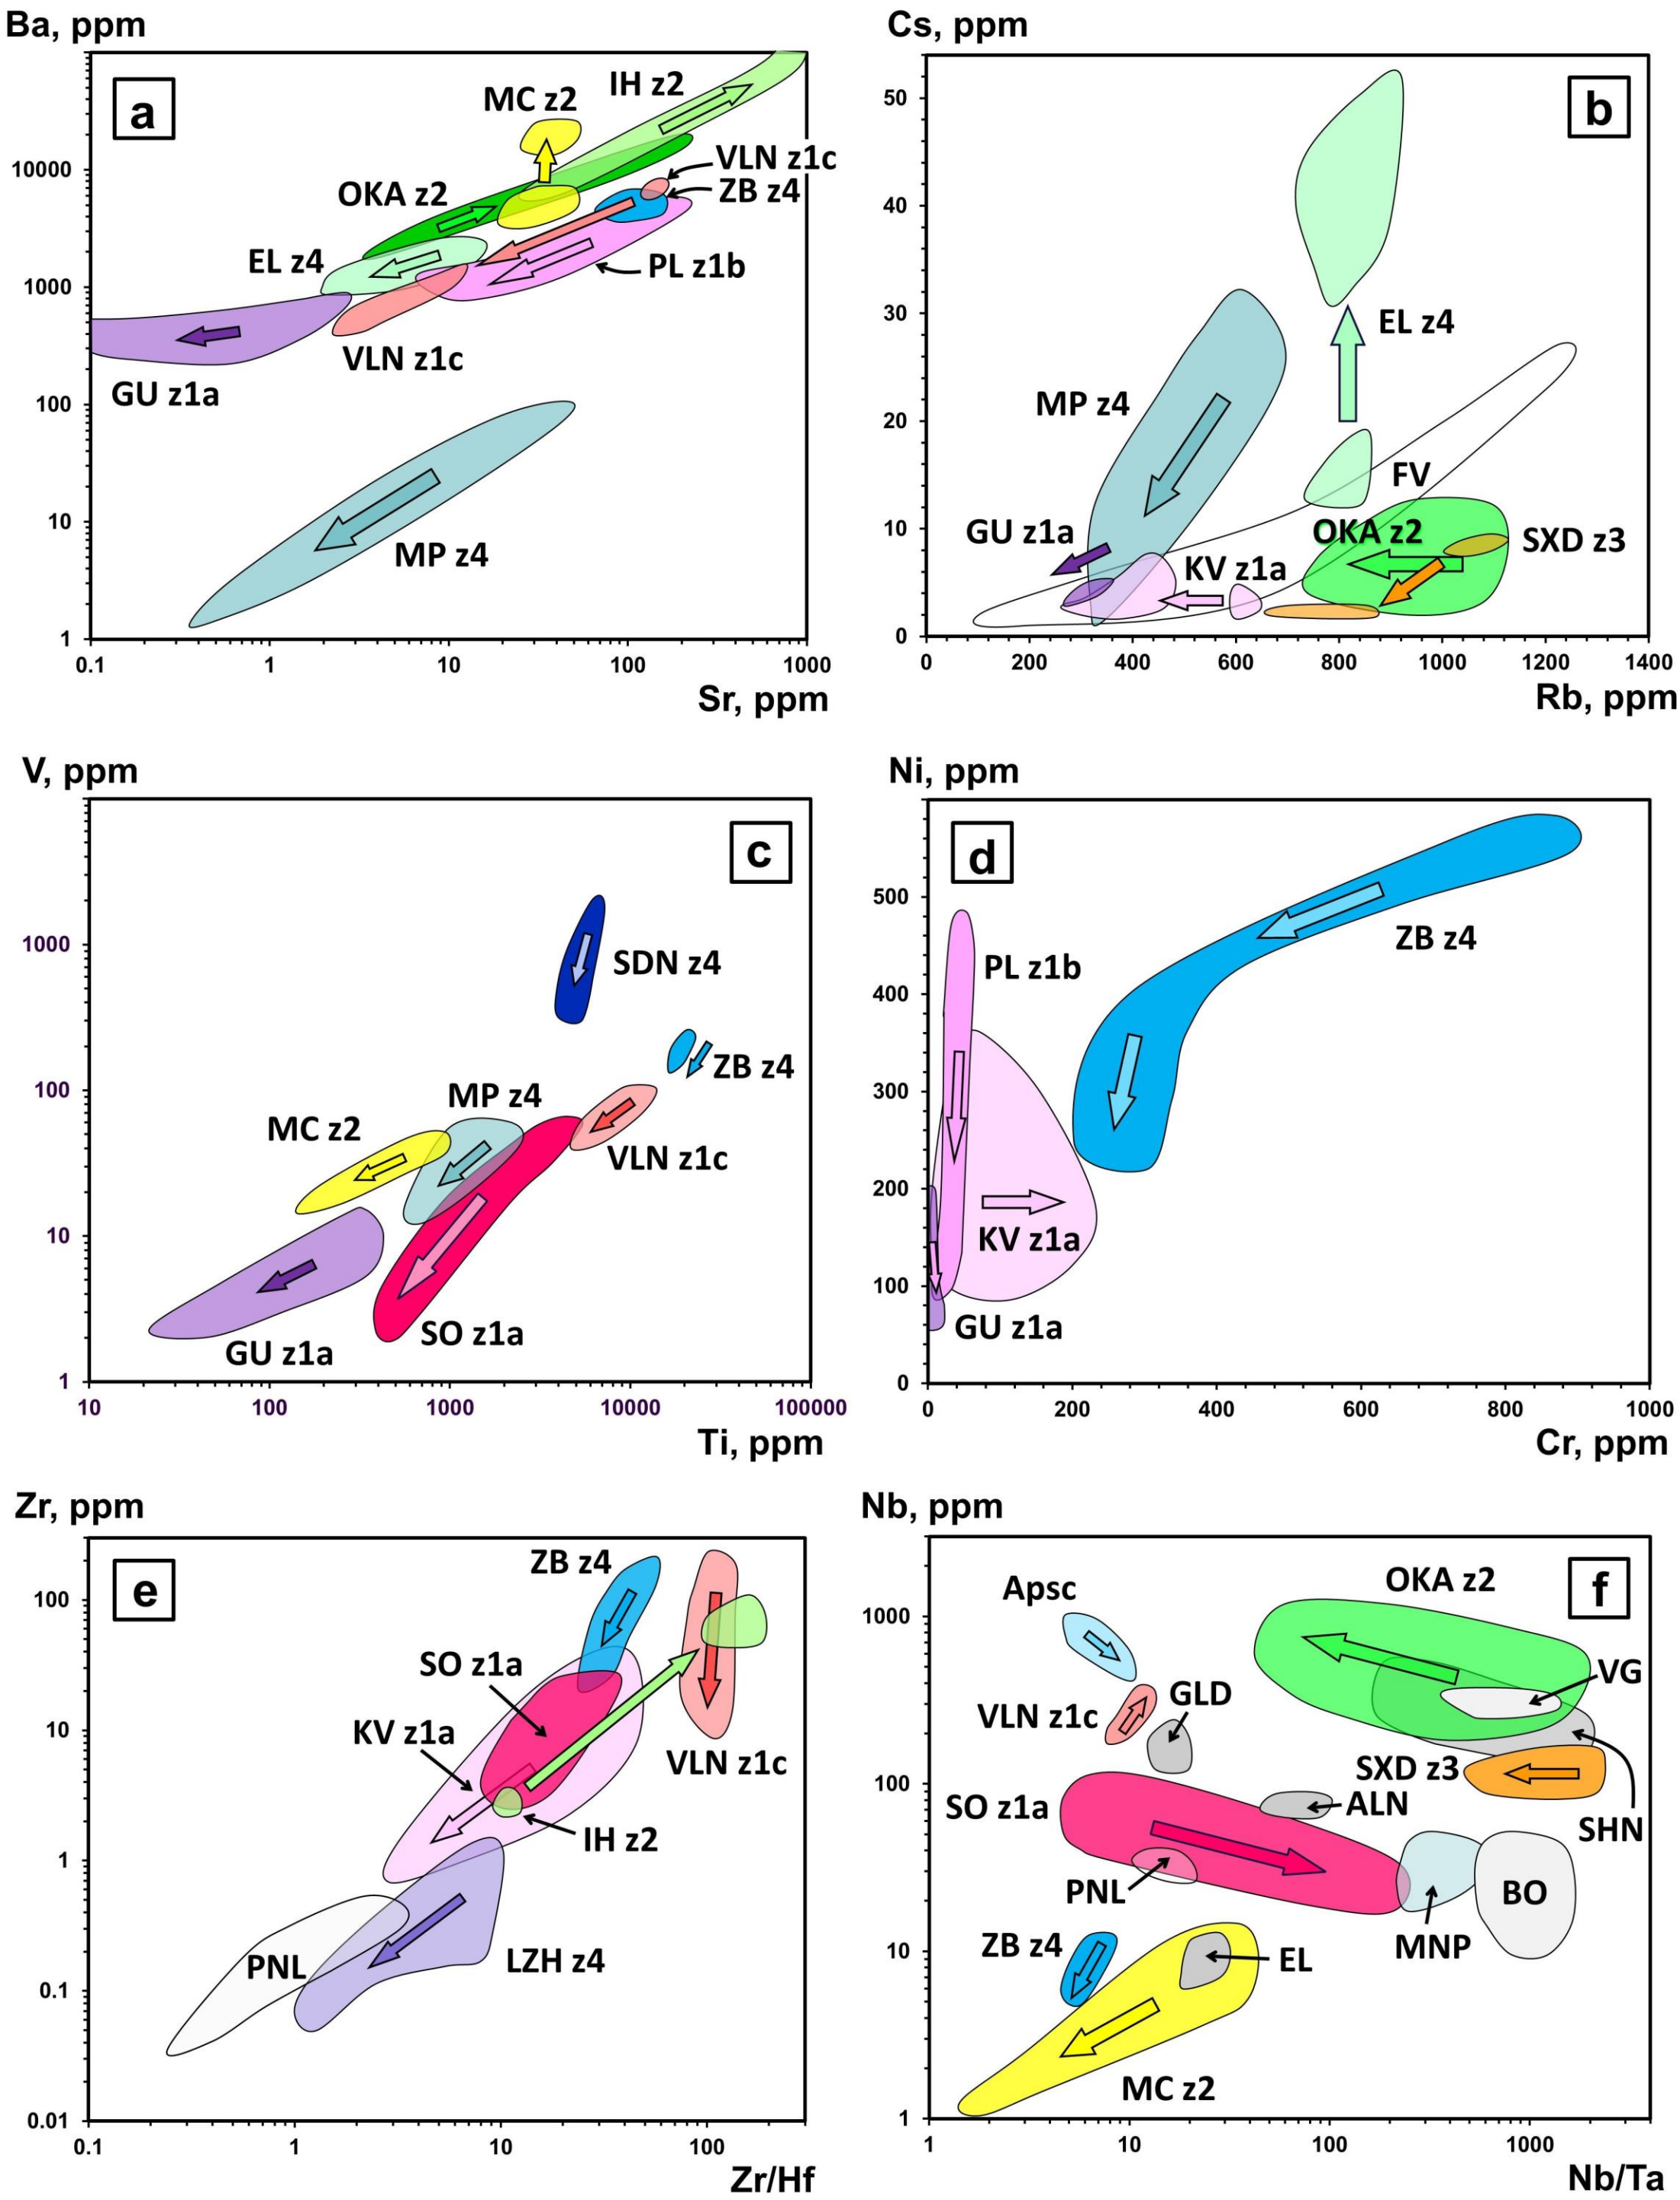 Ba, ppm
a
IH z2
MC z2
10000
VLN z1c
OKA z2
ZB z4
EL z4
PL z1b
1000
VLN z1c
GU z1a
100
10
MP z4
1
0.1 1 10 100 1000
Sr, ppm
Cs, ppm
50
b
40
30
EL z4
MP z4
20
FV
10
GU z1a
OKA z2
SXD z3
KV z1a
0
0 200 400 600 800 1000 1200 1400
Rb, ppm
V, ppm
c
1000
SDN z4
100
ZB z4
MP z4
MC z2
VLN z1c
10
SO z1a
GU z1a
1
10 100 1000 10000 100000
Ti, ppm
Ni, ppm
d
500
ZB z4
PL z1b
400
300
200
KV z1a
100
GU z1a
0
0 200 400 600 800 1000
Cr, ppm
Zr, ppm
e
ZB z4
100
SO z1a
10
KV z1a
VLN z1c
IH z2
1
PNL
LZH z4
0.1
0.01
0.1 1 10 100
Zr/Hf
Nb, ppm
Apsc
OKA z2
f
1000
VG
GLD
VLN z1c
SXD z3
100
ALN
SO z1a
SHN
PNL
BO
ZB z4
MNP
10
EL
MC z2
1
1 10 100 1000
Nb/Ta